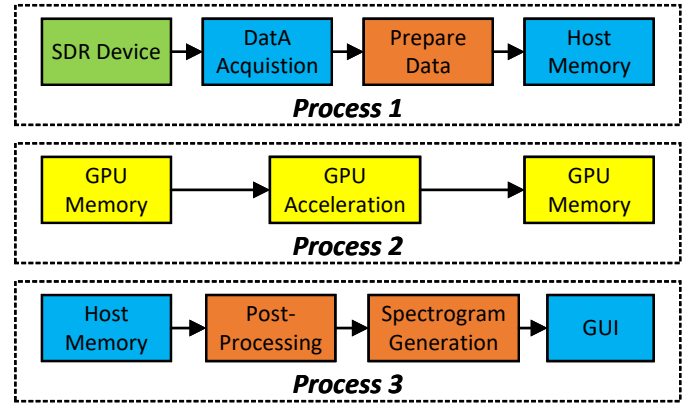 SDR Device
DatA
Acquistion
Prepare
Data
Host
Memory
Process 1
GPU
Memory
GPU
Acceleration
GPU
Memory
Process 2
Host
Memory
Post-
Processing
Spectrogram
Generation
GUI
Process 3